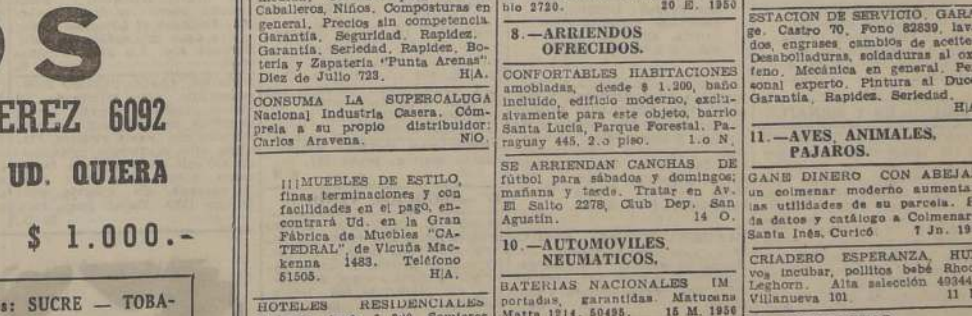 OS
EREZ 6092
UD. QUIERA
$ 1.000.-
s: SUCRE — TOBA-
Caballeros, Niños. Composturas en
general. Precios sin competencia.
Garantía. Seguridad. Rapidez.
Garantía. Seriedad. Rapidez. Bo-
tería y Zapatería "Punta Arenas".
Diez de Julio 723. H|A.
CONSUMA LA SUPERCALUGA
Nacional Industria Casera. Cóm-
prela a su propio distribuidor:
Carlos Aravena. N|O.
¡¡¡MUEBLES DE ESTILO,
finas terminaciones y con
facilidades en el pago, en-
contrará Ud. en la Gran
Fábrica de Muebles "CA-
TEDRAL", de Vicuña Mac-
kenna 1483. Teléfono
51505. H|A.
HOTELES RESIDENCIALES
blo 2720. 20 E. 1950
8.—ARRIENDOS
OFRECIDOS.
CONFORTABLES HABITACIONES
amobladas, desde $ 1.200, baño
incluído, edificio moderno, exclu-
sivamente para este objeto, barrio
Santa Lucía, Parque Forestal. Pa-
raguay 445. 2.o piso. 1.o N.
SE ARRIENDAN CANCHAS DE
fútbol para sábados y domingos;
mañana y tarde. Tratar en Av.
El Salto 2278, Club Dep. San
Agustín. 14 O.
10.—AUTOMOVILES,
NEUMATICOS.
BATERIAS NACIONALES IM
portadas, garantidas. Matucana
Matta 1214. 50495. 15 M. 1950
ESTACION DE SERVICIO, GARA
ge. Castro 70. Fono 82839, lav
dos, engrases, cambios de aceite
Desabolladuras, soldaduras al ox
feno. Mecánica en general. Pe
sonal experto. Pintura al Duc
Garantía, Rapidez, Seriedad.
H|
11.—AVES, ANIMALES,
PAJAROS.
GANE DINERO CON ABEJA
un colmenar moderno aumenta
las utilidades de su parcela.
da datos y catálogo a Colmenar
Santa Inés, Curicó 7 Jn. 19
CRIADERO ESPERANZA, HU
vos incubar, pollitos bebé Rhod
Leghorn. Alta selección 49344
Villanueva 101. 11